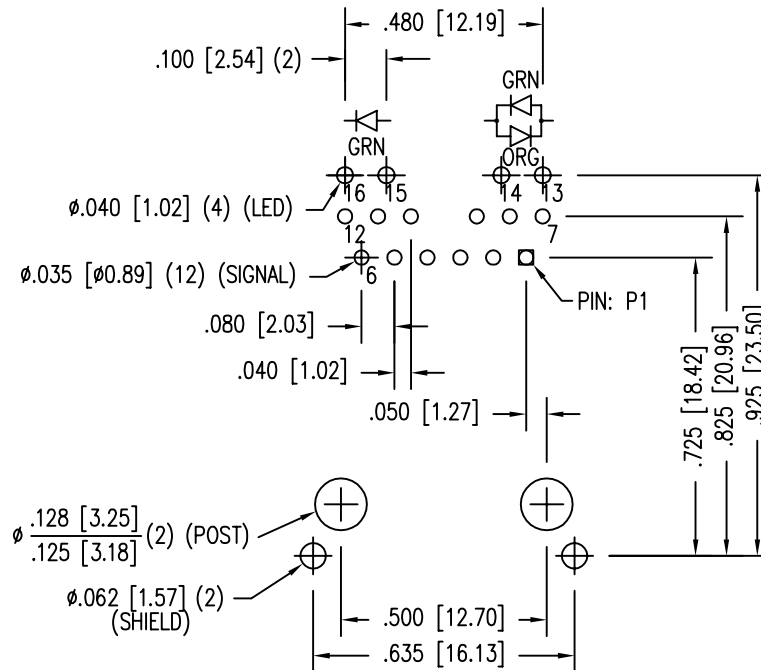 .480 [12.19]
.100 [2.54] (2)
GRN
GRN
ORG
16
15
14
13
ø.040 [1.02] (4) (LED)
12
7
ø.035 [ø0.89] (12) (SIGNAL)
6
PIN: P1
.080 [2.03]
.040 [1.02]
.050 [1.27]
.725 [18.42]
.825 [20.96]
.925 [23.50]
ø .128 [3.25]
.125 [3.18] (2) (POST)
ø.062 [1.57] (2)
(SHIELD)
.500 [12.70]
.635 [16.13]